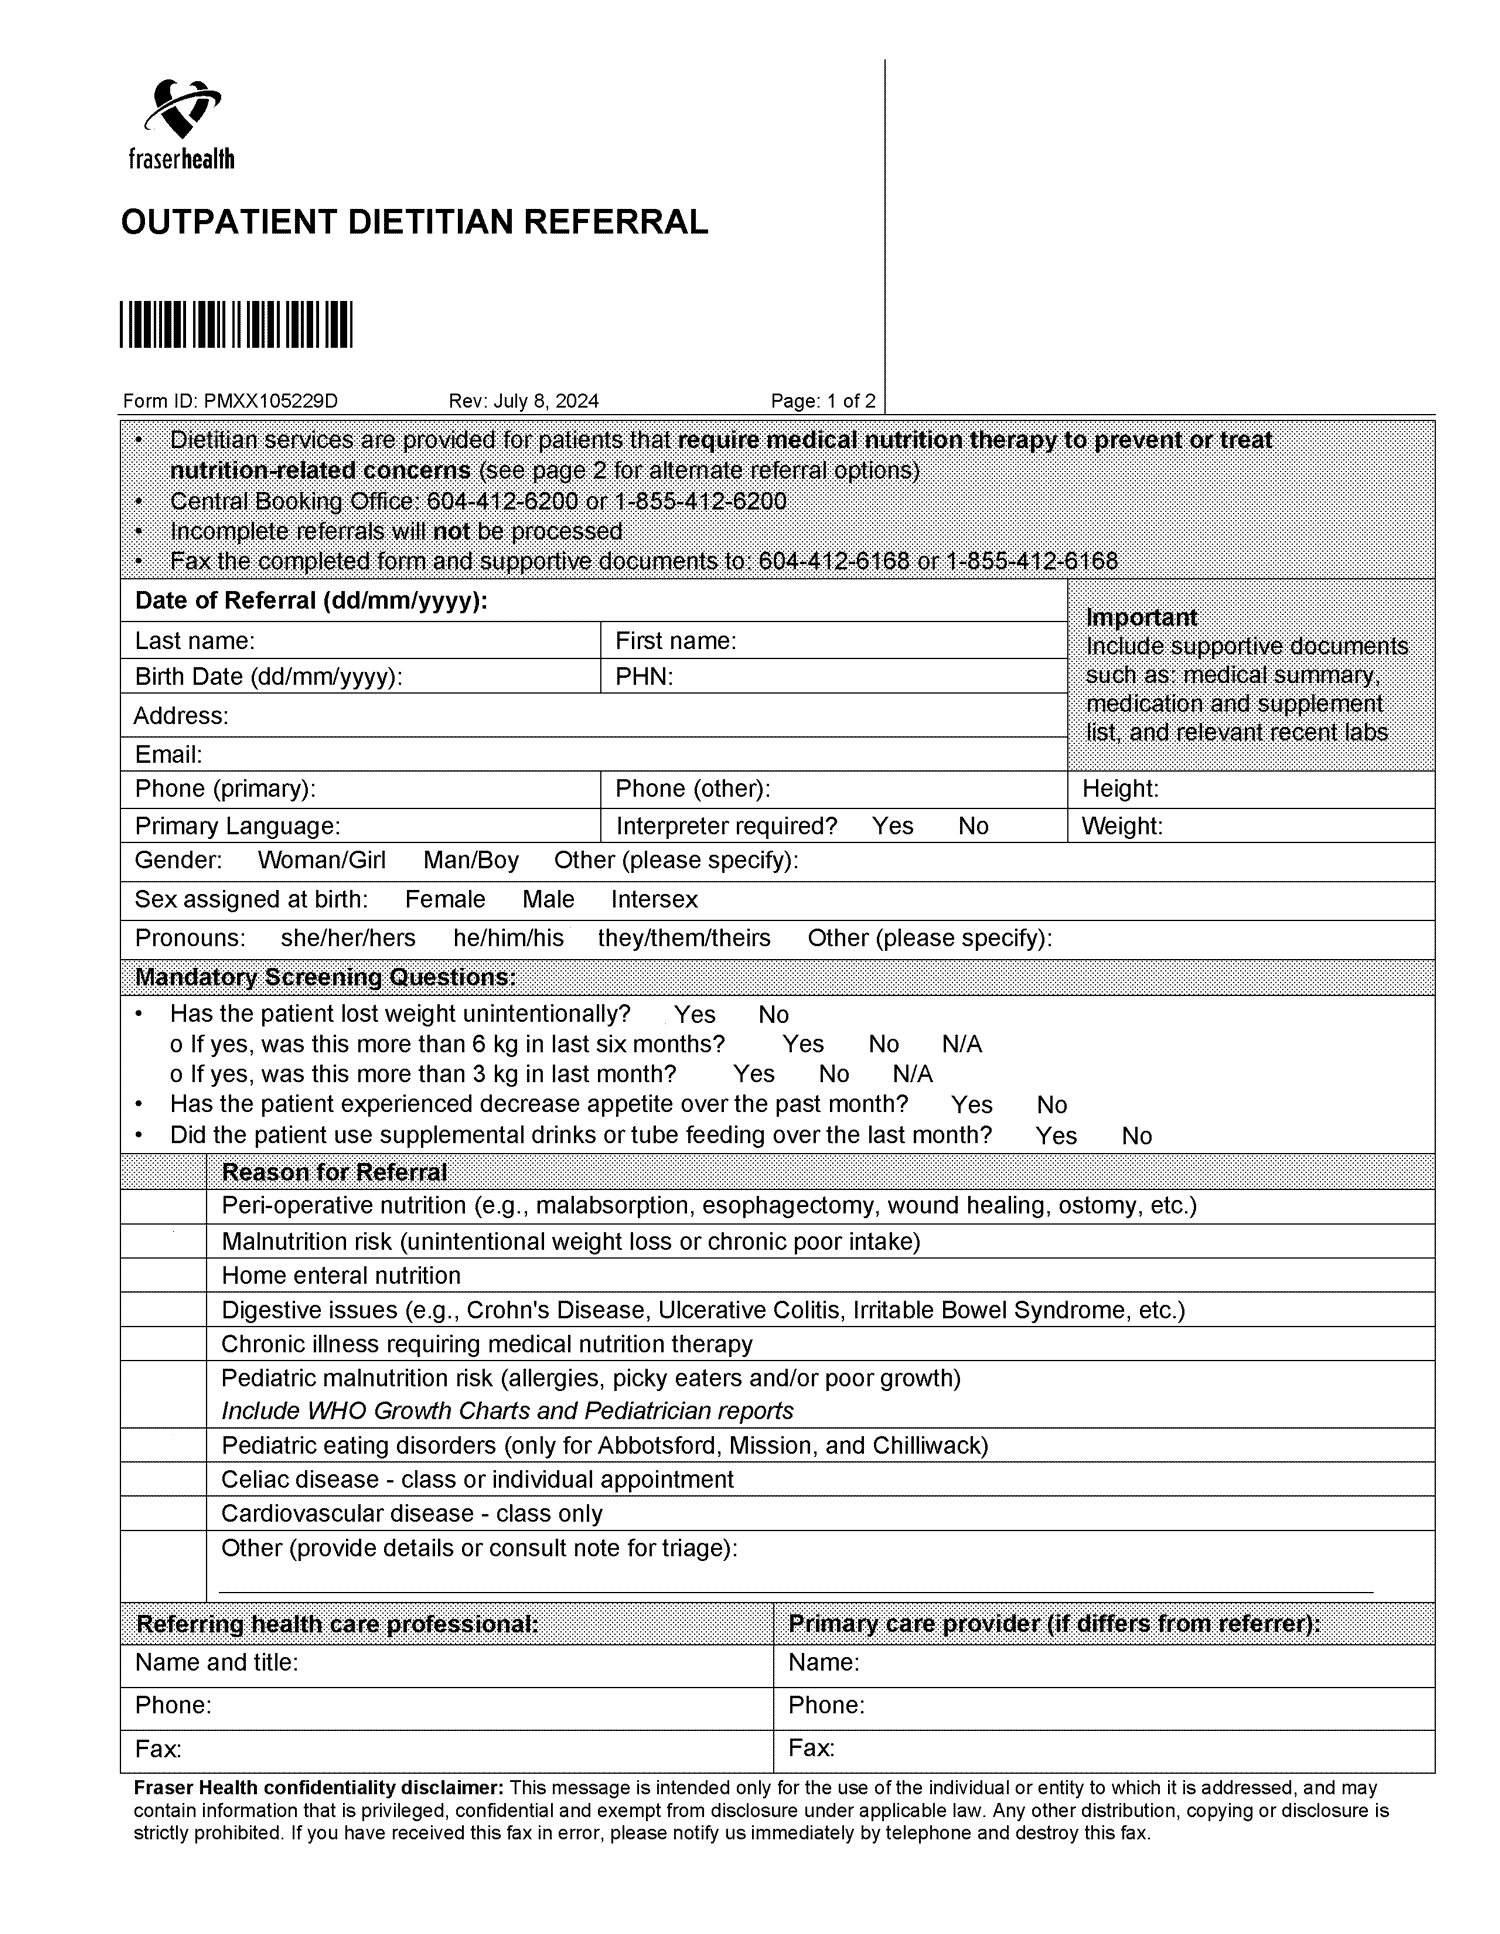 fraserhealth
OUTPATIENT DIETITIAN REFERRAL
Form ID: PMXX105229D Rev: July 8, 2024 Page: 1 of 2
• Dietitian services are provided for patients that require medical nutrition therapy to prevent or treat
nutrition-related concerns (see page 2 for alternate referral options)
• Central Booking Office: 604-412-6200 or 1-855-412-6200
• Incomplete referrals will not be processed
• Fax the completed form and supportive documents to: 604-412-6168 or 1-855-412-6168
Date of Referral (dd/mm/yyyy):
Last name: First name:
Birth Date (dd/mm/yyyy): PHN:
Address:
Email:
Important
Include supportive documents
such as: medical summary,
medication and supplement
list, and relevant recent labs
Phone (primary): Phone (other): Height:
Primary Language: Interpreter required? Yes No Weight:
Gender: Woman/Girl Man/Boy Other (please specify):
Sex assigned at birth: Female Male Intersex
Pronouns: she/her/hers he/him/his they/them/theirs Other (please specify):
Mandatory Screening Questions:
• Has the patient lost weight unintentionally? Yes No
o If yes, was this more than 6 kg in last six months? Yes No N/A
o If yes, was this more than 3 kg in last month? Yes No N/A
• Has the patient experienced decrease appetite over the past month? Yes No
• Did the patient use supplemental drinks or tube feeding over the last month? Yes No
Reason for Referral
Peri-operative nutrition (e.g., malabsorption, esophagectomy, wound healing, ostomy, etc.)
Malnutrition risk (unintentional weight loss or chronic poor intake)
Home enteral nutrition
Digestive issues (e.g., Crohn's Disease, Ulcerative Colitis, Irritable Bowel Syndrome, etc.)
Chronic illness requiring medical nutrition therapy
Pediatric malnutrition risk (allergies, picky eaters and/or poor growth)
Include WHO Growth Charts and Pediatrician reports
Pediatric eating disorders (only for Abbotsford, Mission, and Chilliwack)
Celiac disease - class or individual appointment
Cardiovascular disease - class only
Other (provide details or consult note for triage):
Referring health care professional: Primary care provider (if differs from referrer):
Name and title: Name:
Phone: Phone:
Fax: Fax:
Fraser Health confidentiality disclaimer: This message is intended only for the use of the individual or entity to which it is addressed, and may
contain information that is privileged, confidential and exempt from disclosure under applicable law. Any other distribution, copying or disclosure is
strictly prohibited. If you have received this fax in error, please notify us immediately by telephone and destroy this fax.